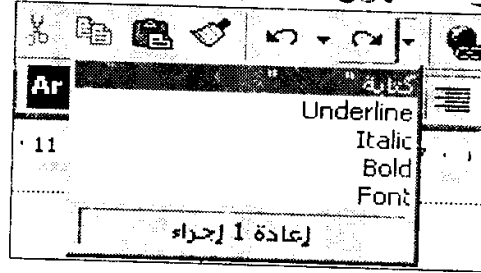 Ar
كتابة " "
Underline
Italic
11
Bold
Font
إعادة 1 إجراء